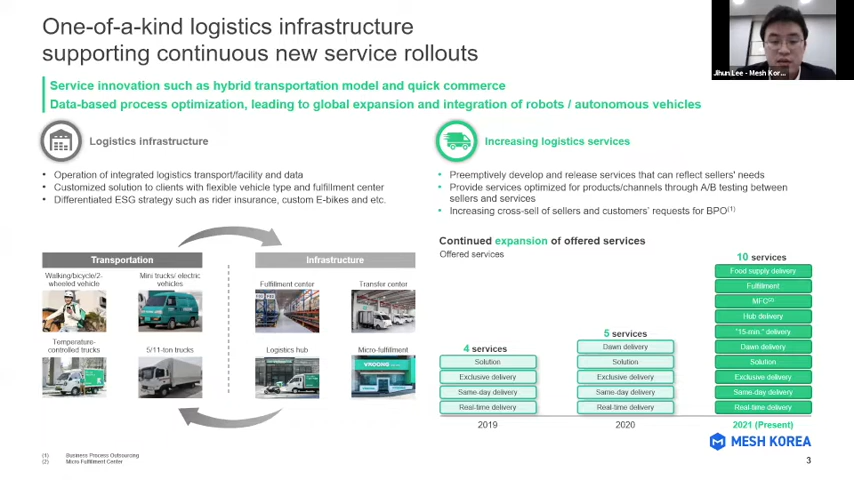 One-of-a-kind logistics infrastructure
supporting continuous new service rollouts
Jihun Lee - Mesh Kor...
Service innovation such as hybrid transportation model and quick commerce
Data-based process optimization, leading to global expansion and integration of robots / autonomous vehicles
Logistics infrastructure
• Operation of integrated logistics transport/facility and data
• Customized solution to clients with flexible vehicle type and fulfillment center
• Differentiated ESG strategy such as rider insurance, custom E-bikes and etc.
Transportation
Walking/bicycle/2-
wheeled vehicle
Mini trucks/ electric
vehicles
Temperature-
controlled trucks
5/11-ton trucks
Infrastructure
Fulfillment center
Transfer center
Logistics hub
Micro-fulfillment
VROONG
Increasing logistics services
• Preemptively develop and release services that can reflect sellers' needs
• Provide services optimized for products/channels through A/B testing between
sellers and services
• Increasing cross-sell of sellers and customers' requests for BPO(1)
Continued expansion of offered services
Offered services
4 services
Solution
Exclusive delivery
Same-day delivery
Real-time delivery
2019
5 services
Dawn delivery
Solution
Exclusive delivery
Same-day delivery
Real-time delivery
2020
10 services
Food supply delivery
Fulfillment
MFC(2)
Hub delivery
"15-min." delivery
Dawn delivery
Solution
Exclusive delivery
Same-day delivery
Real-time delivery
2021 (Present)
MESH KOREA
(1) Business Process Outsourcing
(2) Micro Fulfillment Center
3